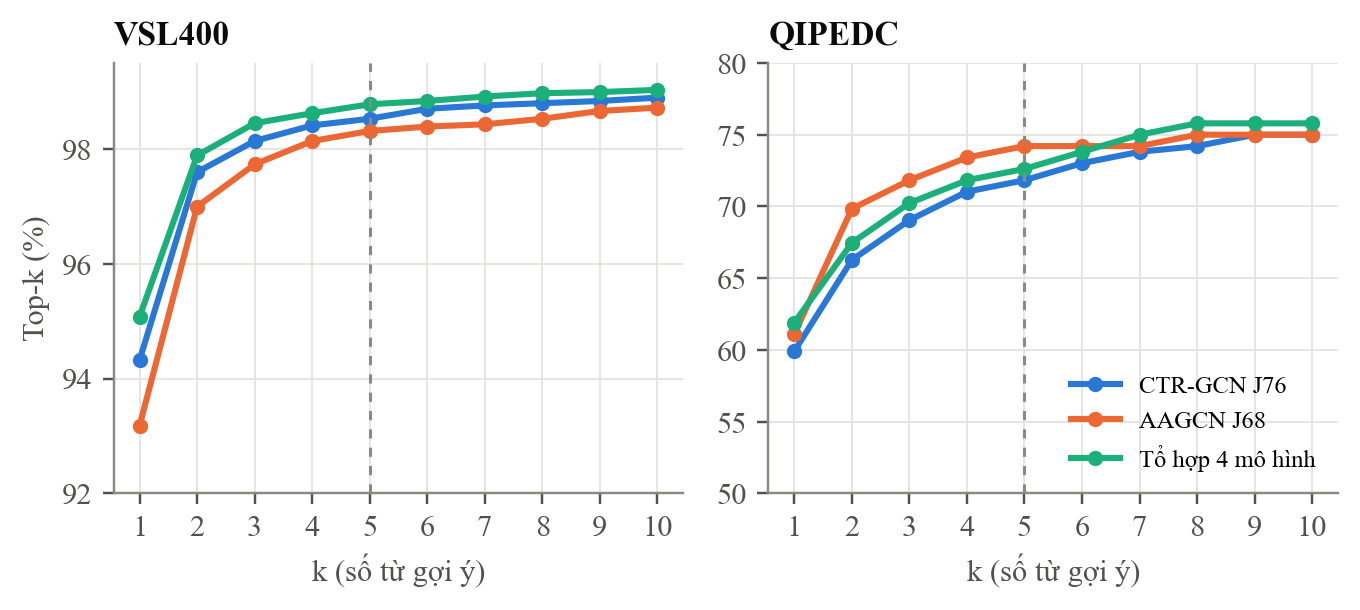 VSL400
Top-k (%)
98
96
94
92
1 2 3 4 5 6 7 8 9 10
k (số từ gợi ý)
QIPEDC
80
75
70
65
60
55
50
1 2 3 4 5 6 7 8 9 10
k (số từ gợi ý)
CTR-GCN J76
AAGCN J68
Tổ hợp 4 mô hình